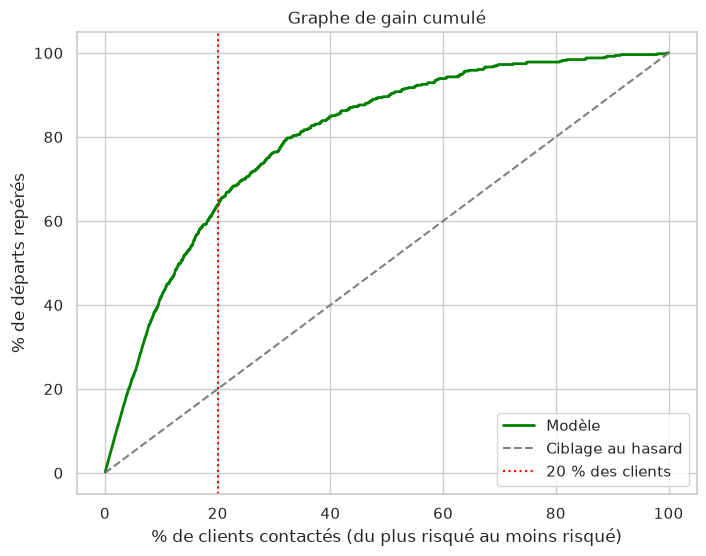 Graphe de gain cumulé
% de départs repérés
100
80
60
40
20
0
0 20 40 60 80 100
% de clients contactés (du plus risqué au moins risqué)
Modèle
Ciblage au hasard
20 % des clients